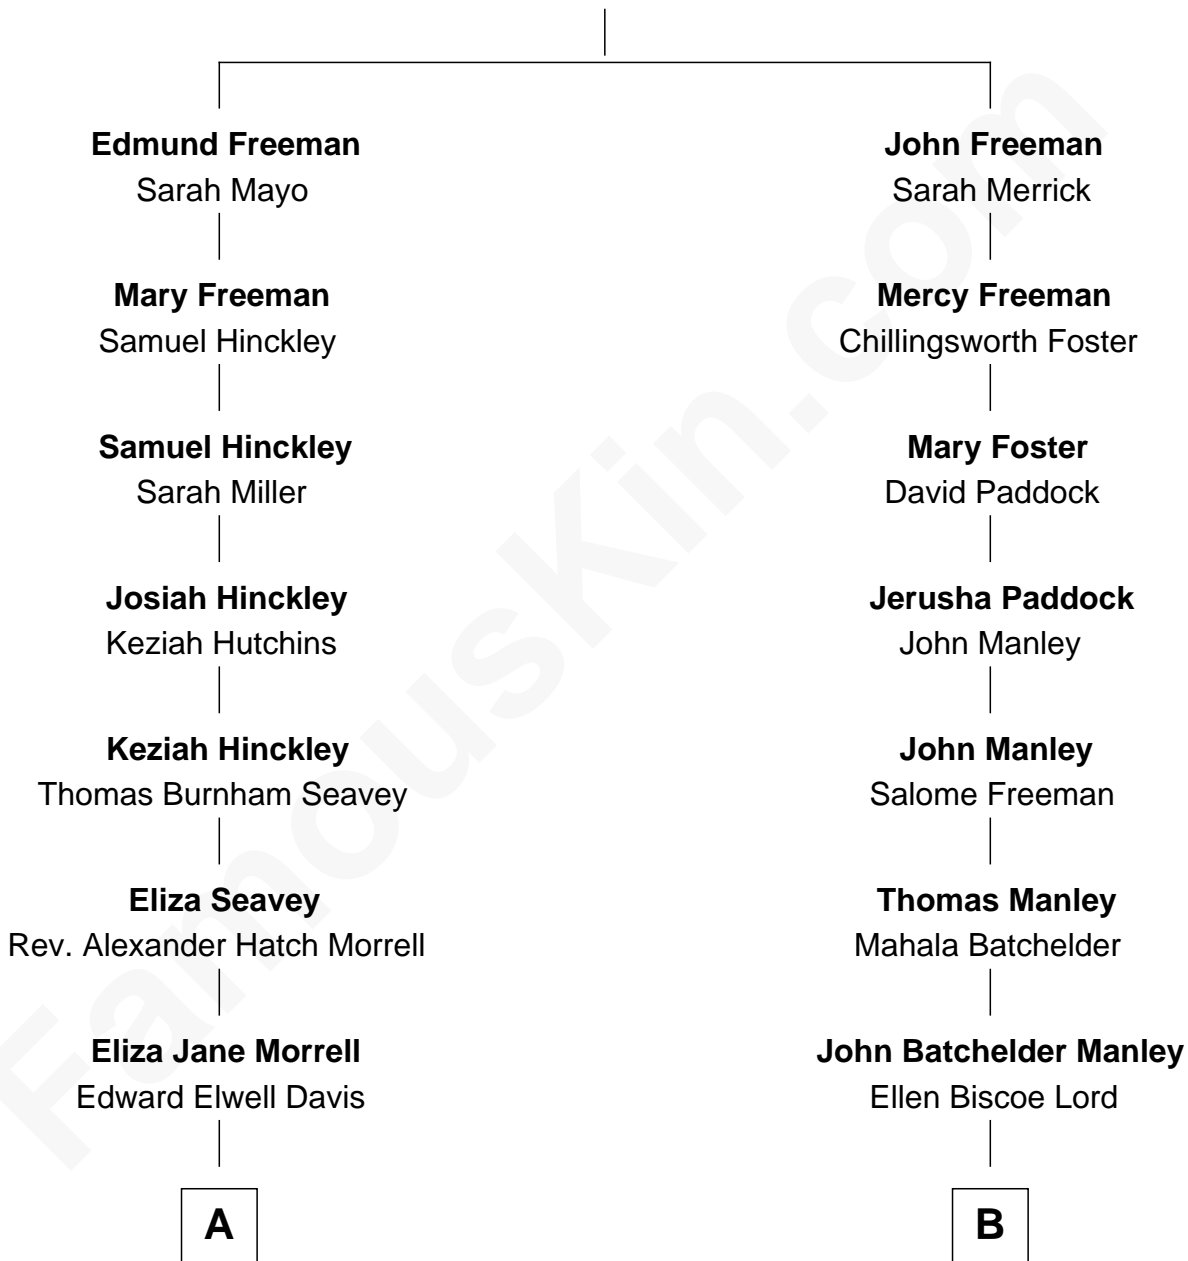 Edmund Freeman
Sarah Mayo
Mary Freeman
Samuel Hinckley
Samuel Hinckley
Sarah Miller
Josiah Hinckley
Keziah Hutchins
Keziah Hinckley
Thomas Burnham Seavey
Eliza Seavey
Rev. Alexander Hatch Morrell
Eliza Jane Morrell
Edward Elwell Davis
A
John Freeman
Sarah Merrick
Mercy Freeman
Chillingsworth Foster
Mary Foster
David Paddock
Jerusha Paddock
John Manley
John Manley
Salome Freeman
Thomas Manley
Mahala Batchelder
John Batchelder Manley
Ellen Biscoe Lord
B
FamousKin.com